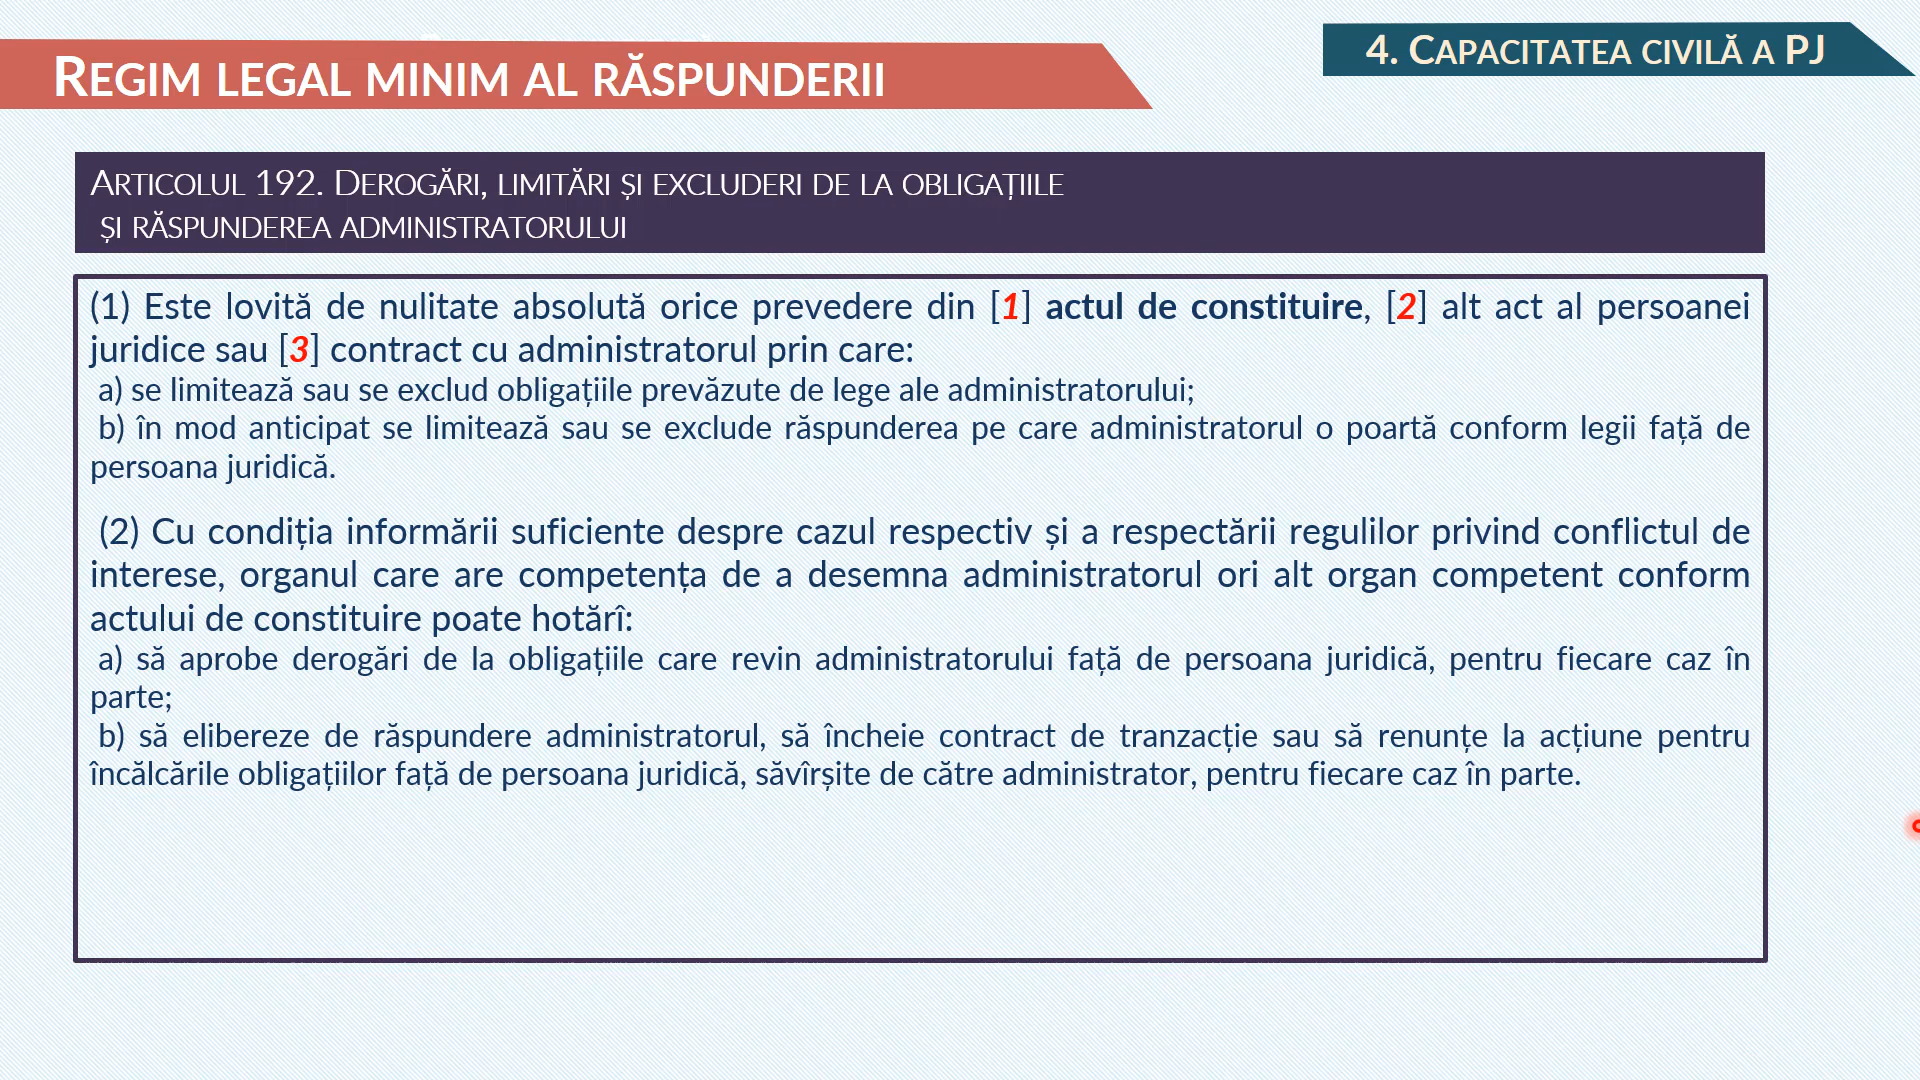 REGIM LEGAL MINIM AL RĂSPUNDERII
4. CAPACITATEA CIVILĂ A PJ
ARTICOLUL 192. DEROGĂRI, LIMITĂRI ȘI EXCLUDERI DE LA OBLIGAȚIILE
ȘI RĂSPUNDEREA ADMINISTRATORULUI
(1) Este lovită de nulitate absolută orice prevedere din [1] actul de constituire, [2] alt act al persoanei
juridice sau [3] contract cu administratorul prin care:
a) se limitează sau se exclud obligațiile prevăzute de lege ale administratorului;
b) în mod anticipat se limitează sau se exclude răspunderea pe care administratorul o poartă conform legii față de
persoana juridică.
(2) Cu condiția informării suficiente despre cazul respectiv și a respectării regulilor privind conflictul de
interese, organul care are competența de a desemna administratorul ori alt organ competent conform
actului de constituire poate hotărî:
a) să aprobe derogări de la obligațiile care revin administratorului față de persoana juridică, pentru fiecare caz în
parte;
b) să elibereze de răspundere administratorul, să încheie contract de tranzacție sau să renunțe la acțiune pentru
încălcările obligațiilor față de persoana juridică, săvîrșite de către administrator, pentru fiecare caz în parte.